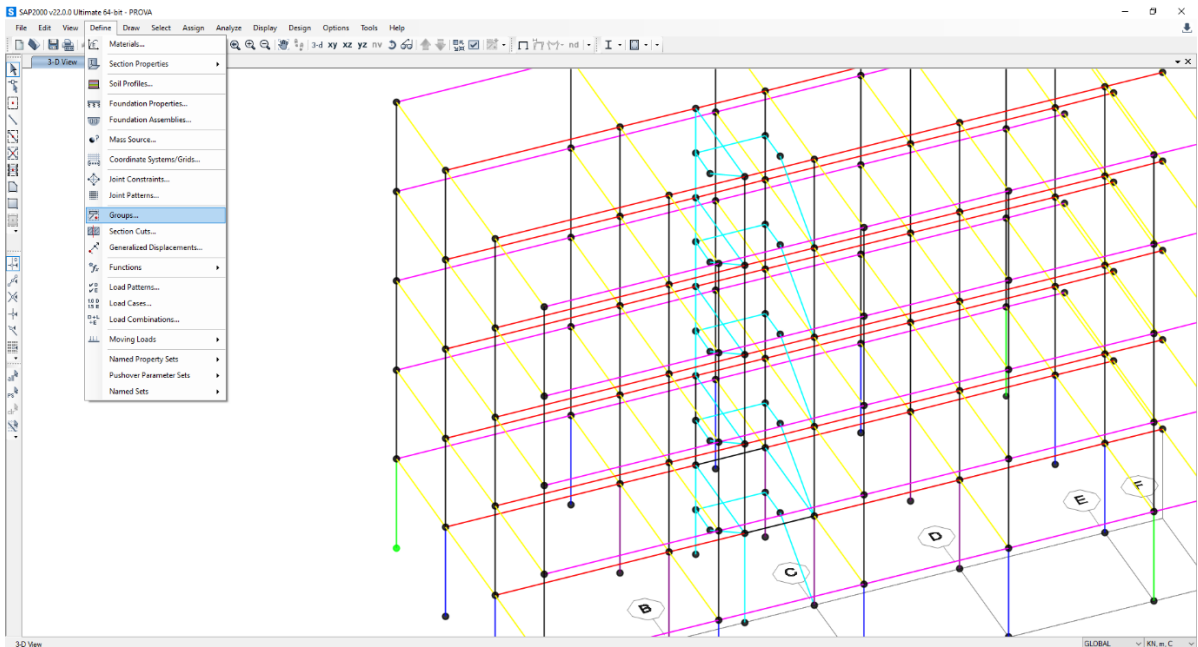 SAP2000 v22.0.0 Ultimate 64-bit - PROVA
File Edit View Define Draw Select Assign Analyze Display Design Options Tools Help
3-d xy xz yz nv nd
3-D View
Materials...
Section Properties
Soil Profiles...
Foundation Properties...
Foundation Assemblies...
Mass Source...
Coordinate Systems/Grids...
Joint Constraints...
Joint Patterns...
Groups...
Section Cuts...
Generalized Displacements...
Functions
Load Patterns...
Load Cases...
Load Combinations...
Moving Loads
Named Property Sets
Pushover Parameter Sets
Named Sets
B
C
D
E
F
3-D View
GLOBAL
KN, m, C